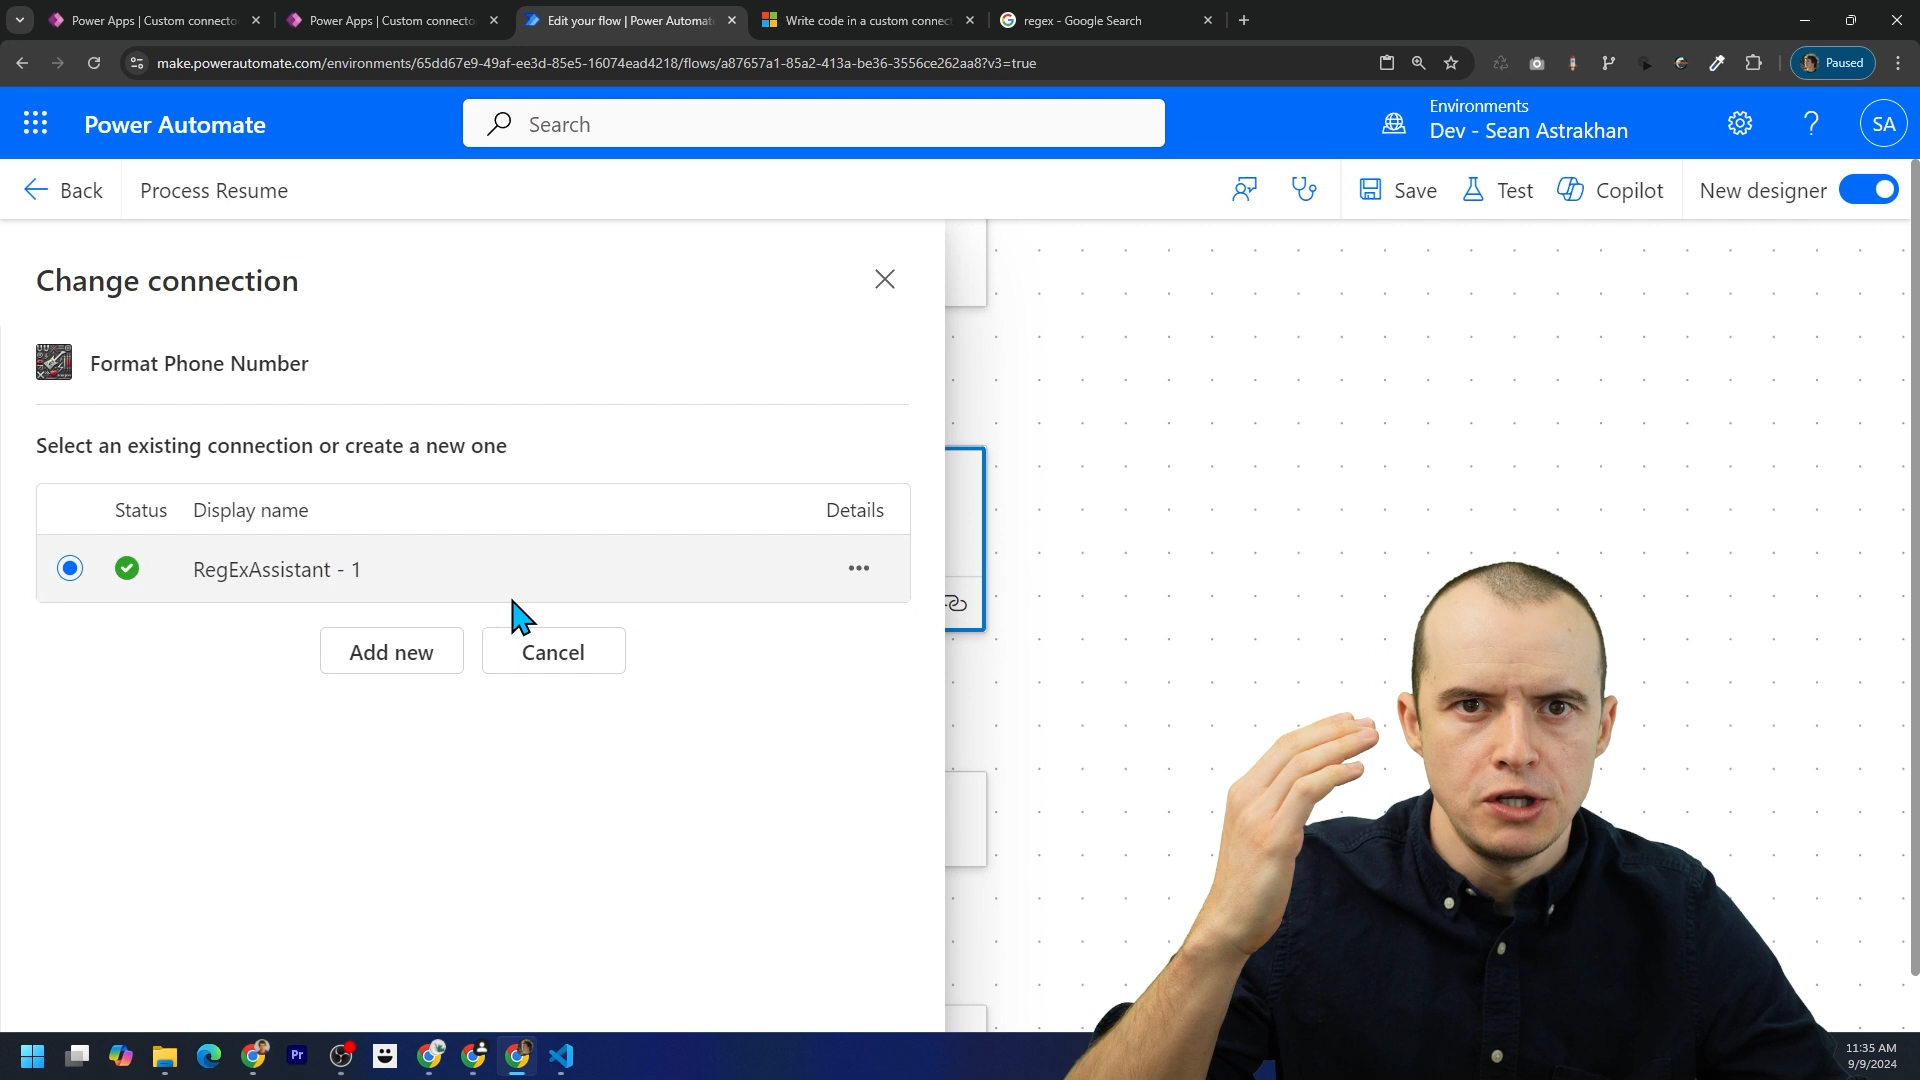 Power Apps | Custom connecto
Power Apps | Custom connecto
Edit your flow | Power Automat
Write code in a custom connect
regex - Google Search
make.powerautomate.com/environments/65dd67e9-49af-ee3d-85e5-16074ead4218/flows/a87657a1-85a2-413a-be36-3556ce262aa8?v3=true
Paused
Power Automate
Search
Environments
Dev - Sean Astrakhan
SA
Back
Process Resume
Save
Test
Copilot
New designer
Change connection
Format Phone Number
Select an existing connection or create a new one
Status
Display name
Details
RegExAssistant - 1
Add new
Cancel
Pr
11:35 AM
9/9/2024